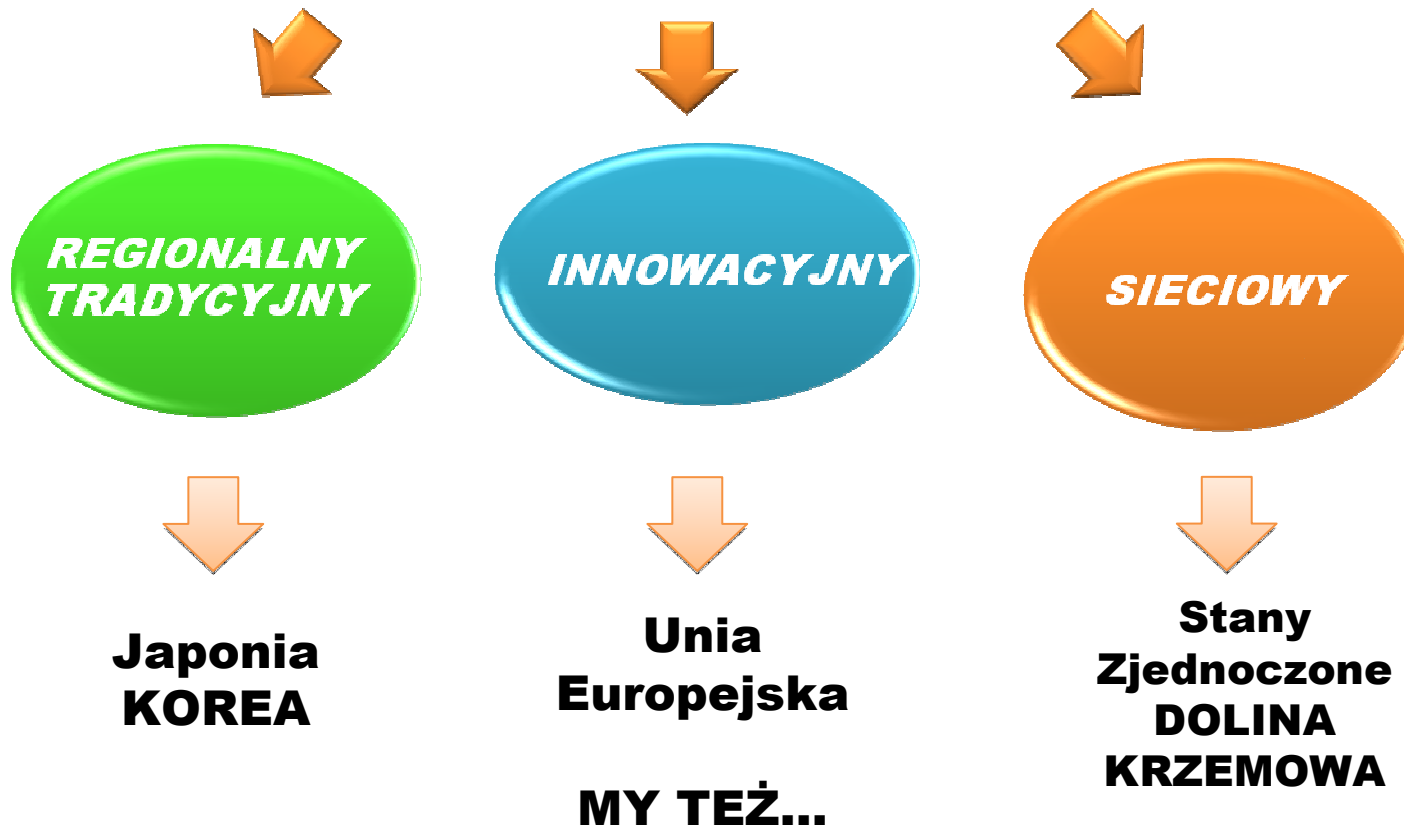 REGIONALNY
TRADYCYJNY
INNOWACYJNY
SIECIOWY
Japonia
KOREA
Unia
Europejska
MY TEŻ...
Stany
Zjednoczone
DOLINA
KRZEMOWA